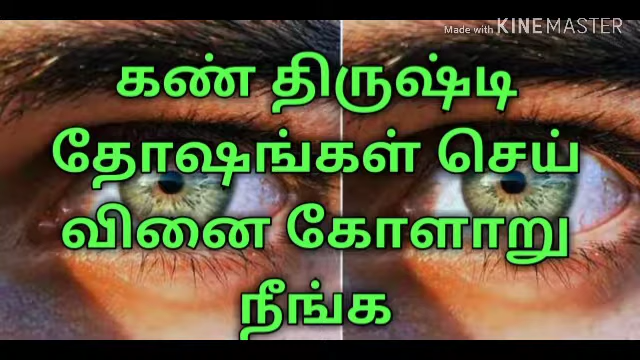 Made with KINEMASTER
கண் திருஷ்டி
தோஷங்கள் செய்
வினை கோளாறு
நீங்க